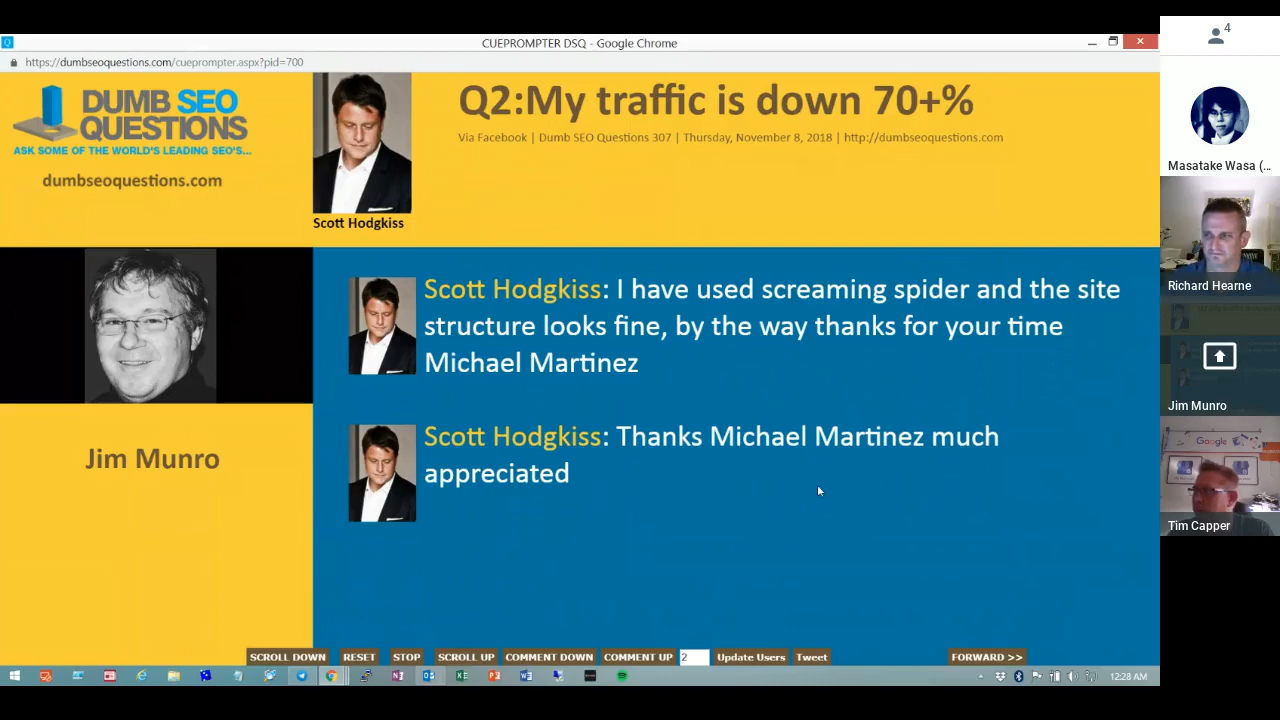 CUEPROMPTER DSQ - Google Chrome
https://dumbseoquestions.com/cueprompter.aspx?pid=700
DUMB SEO
QUESTIONS
ASK SOME OF THE WORLD'S LEADING SEO'S...
dumbseoquestions.com
Scott Hodgkiss
Q2:My traffic is down 70+%
Via Facebook | Dumb SEO Questions 307 | Thursday, November 8, 2018 | http://dumbseoquestions.com
Jim Munro
Scott Hodgkiss: I have used screaming spider and the site
structure looks fine, by the way thanks for your time
Michael Martinez
Scott Hodgkiss: Thanks Michael Martinez much
appreciated
SCROLL DOWN RESET STOP SCROLL UP COMMENT DOWN COMMENT UP 2 Update Users Tweet FORWARD >>
12:28 AM
4
Masatake Wasa (...
Richard Hearne
Jim Munro
Google
Tim Capper